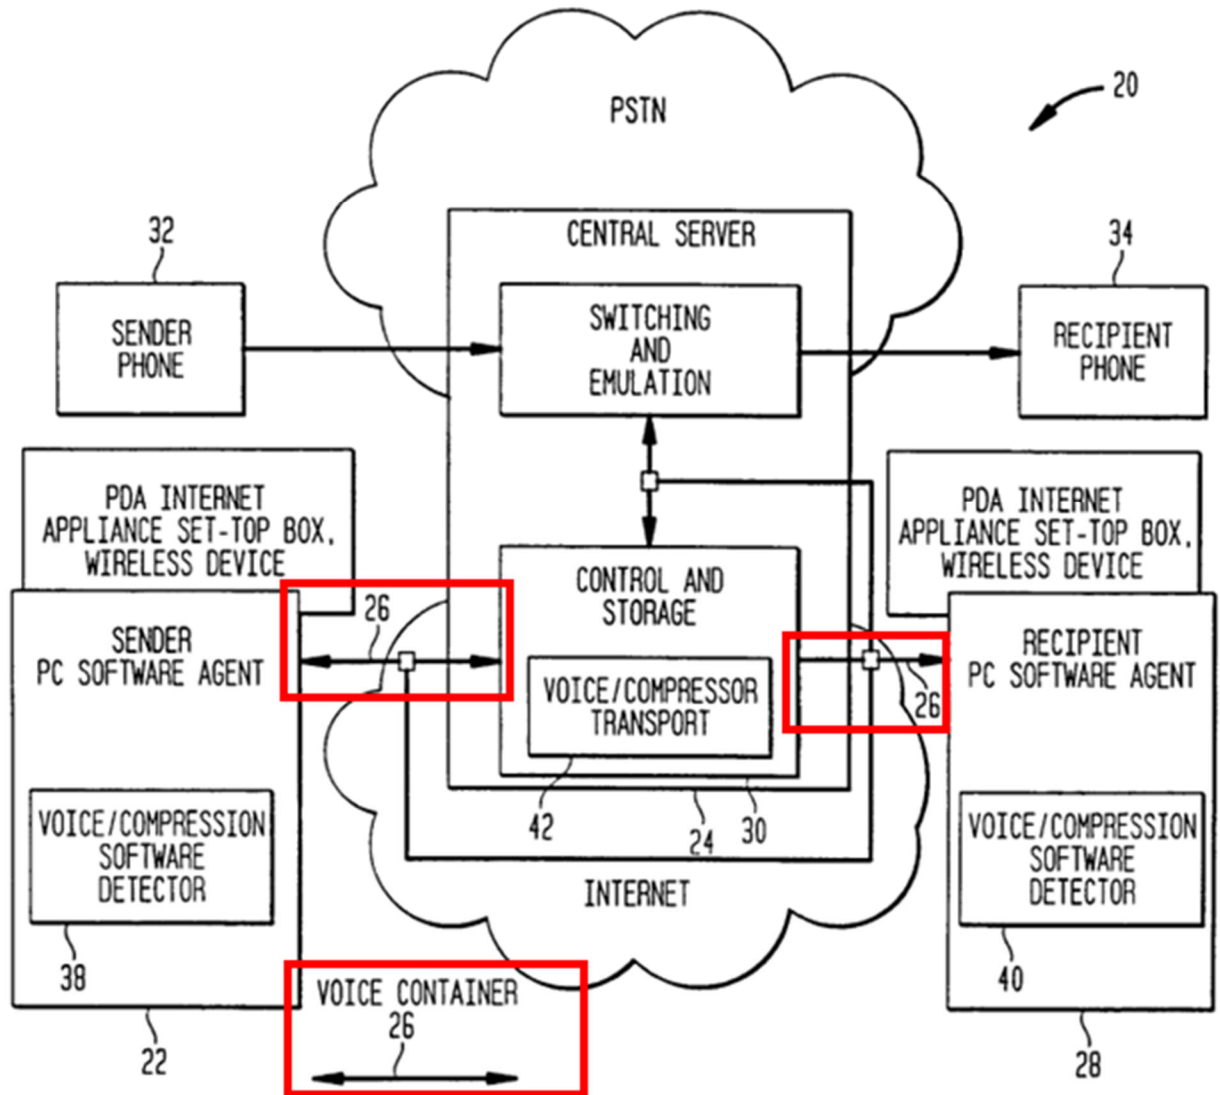 PSTN
20
CENTRAL SERVER
32
34
SENDER
PHONE
SWITCHING
AND
EMULATION
RECIPIENT
PHONE
PDA INTERNET
APPLIANCE SET-TOP BOX,
WIRELESS DEVICE
PDA INTERNET
APPLIANCE SET-TOP BOX,
WIRELESS DEVICE
SENDER
PC SOFTWARE AGENT
26
CONTROL AND
STORAGE
VOICE/COMPRESSOR
TRANSPORT
26
RECIPIENT
PC SOFTWARE AGENT
VOICE/COMPRESSION
SOFTWARE
DETECTOR
42
24
30
VOICE/COMPRESSION
SOFTWARE
DETECTOR
INTERNET
38
40
VOICE CONTAINER
26
22
28